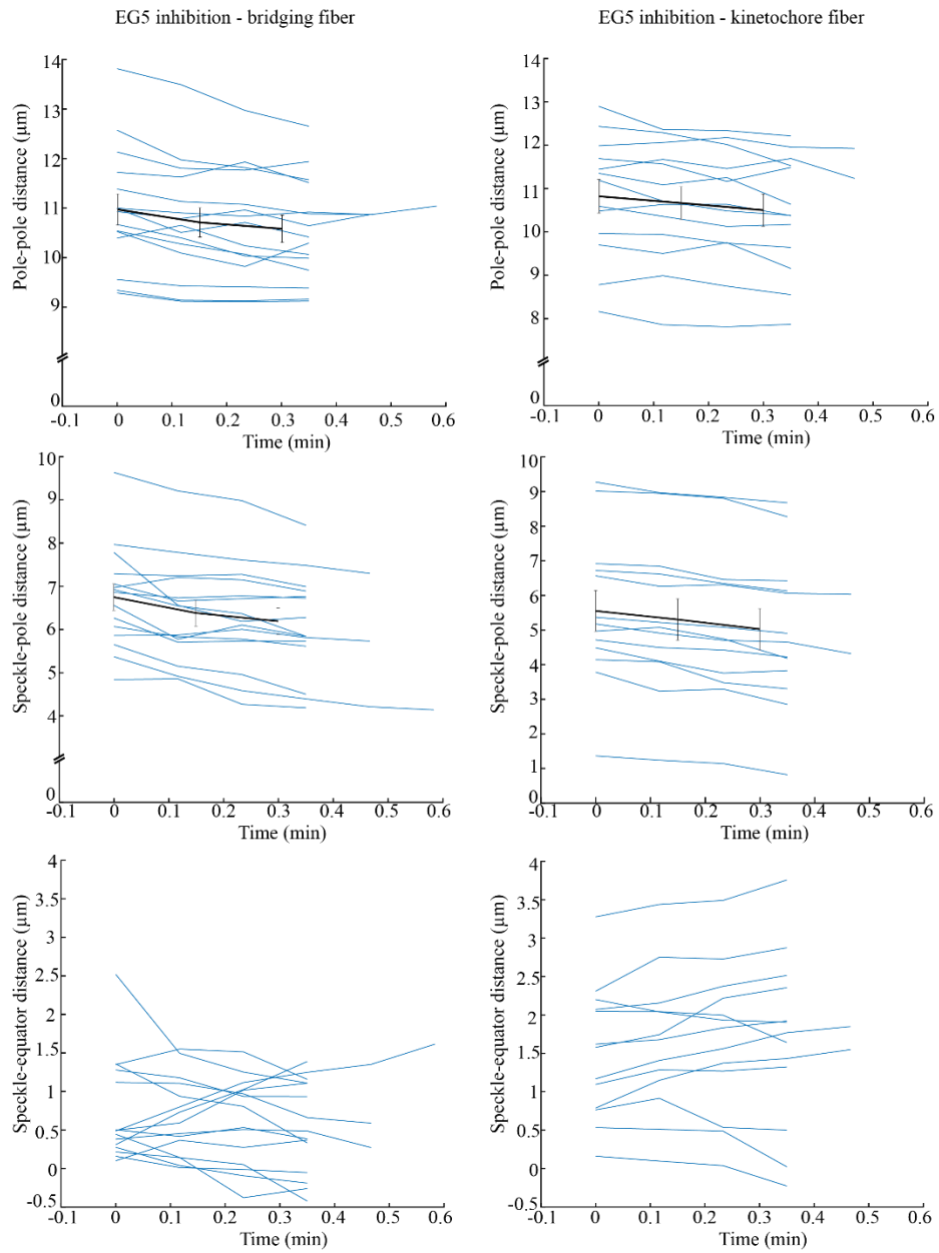 EG5 inhibition - bridging fiber
EG5 inhibition - kinetochore fiber
Pole-pole distance (µm)
14
13
12
11
10
9
0
-0.1 0 0.1 0.2 0.3 0.4 0.5 0.6
Time (min)
Pole-pole distance (µm)
14
13
12
11
10
9
8
0
-0.1 0 0.1 0.2 0.3 0.4 0.5 0.6
Time (min)
Speckle-pole distance (µm)
10
9
8
7
6
5
4
0
-0.1 0 0.1 0.2 0.3 0.4 0.5 0.6
Time (min)
Speckle-pole distance (µm)
10
9
8
7
6
5
4
3
2
1
0
-0.1 0 0.1 0.2 0.3 0.4 0.5 0.6
Time (min)
Speckle-equator distance (µm)
4
3.5
3
2.5
2
1.5
1
0.5
0
-0.5
-0.1 0 0.1 0.2 0.3 0.4 0.5 0.6
Time (min)
Speckle-equator distance (µm)
4
3.5
3
2.5
2
1.5
1
0.5
0
-0.5
-0.1 0 0.1 0.2 0.3 0.4 0.5 0.6
Time (min)